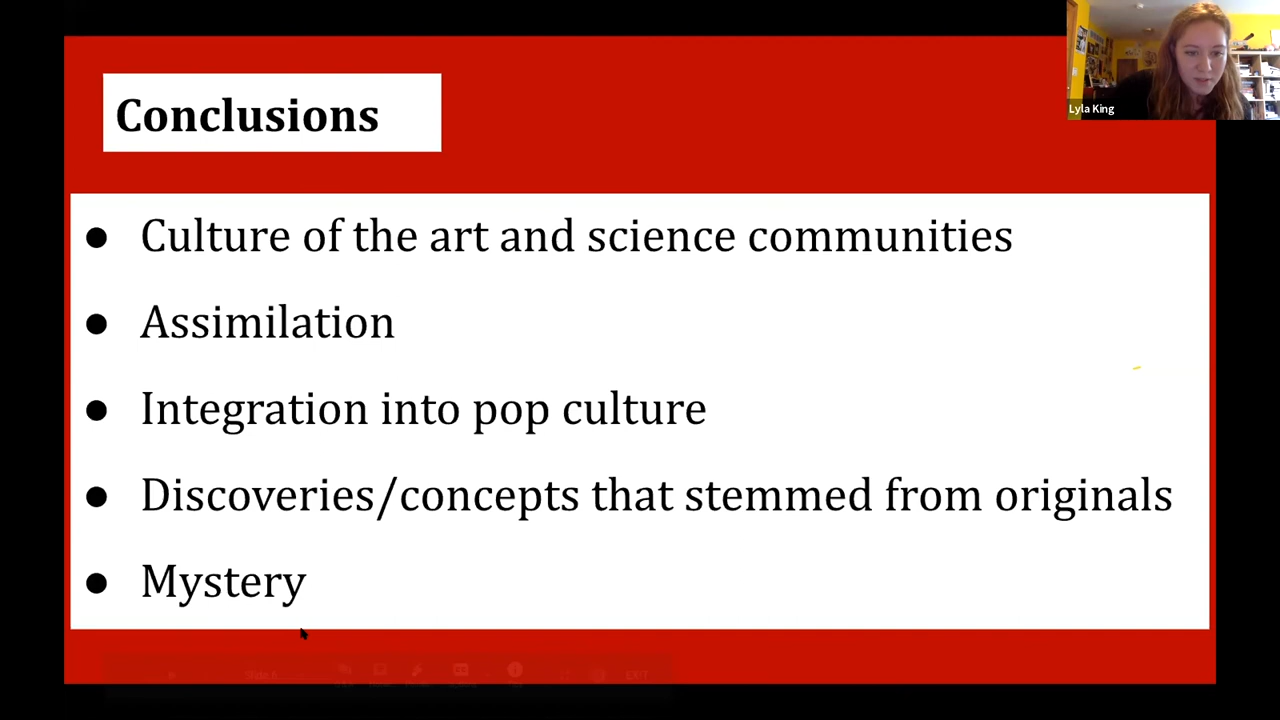 Lyla King
Conclusions
● Culture of the art and science communities
● Assimilation
● Integration into pop culture
● Discoveries/concepts that stemmed from originals
● Mystery
EXIT